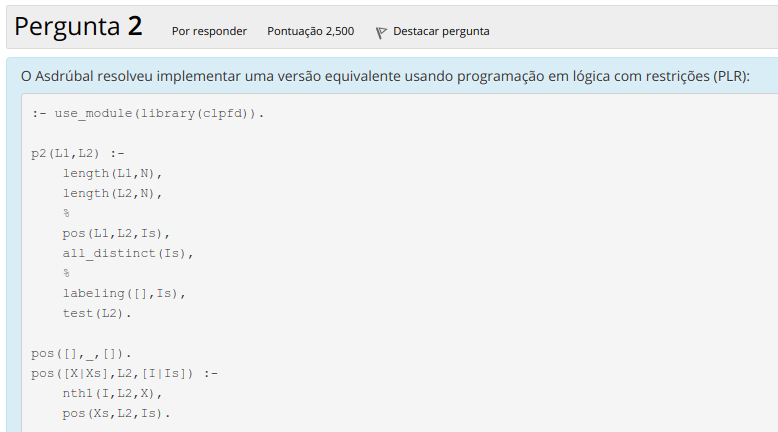 Pergunta 2 Por responder Pontuação 2,500 Destacar pergunta
O Asdrúbal resolveu implementar uma versão equivalente usando programação em lógica com restrições (PLR):
:- use_module(library(clpfd)).
p2(L1,L2) :-
length(L1,N),
length(L2,N),
%
pos(L1,L2,Is),
all_distinct(Is),
%
labeling([],Is),
test(L2).
pos([],_,[]).
pos([X|Xs],L2,[I|Is]) :-
nth1(I,L2,X),
pos(Xs,L2,Is).